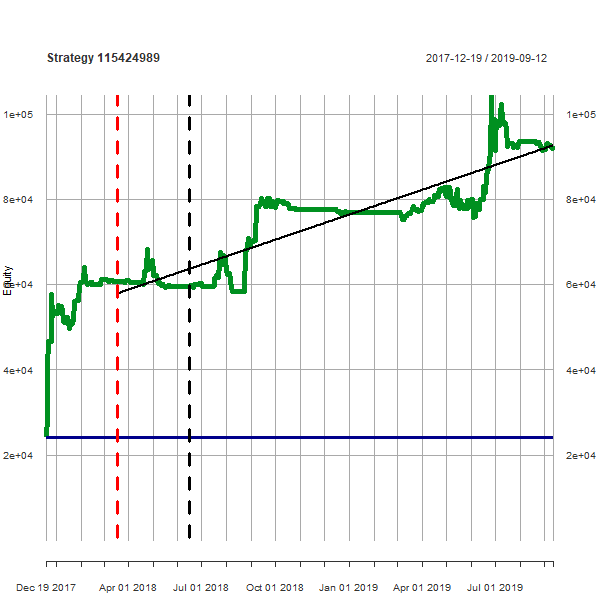 Strategy 115424989
2017-12-19 / 2019-09-12
1e+05 1e+05
8e+04 8e+04
Equity
6e+04 6e+04
4e+04 4e+04
2e+04 2e+04
Dec 19 2017 Apr 01 2018 Jul 01 2018 Oct 01 2018 Jan 01 2019 Apr 01 2019 Jul 01 2019